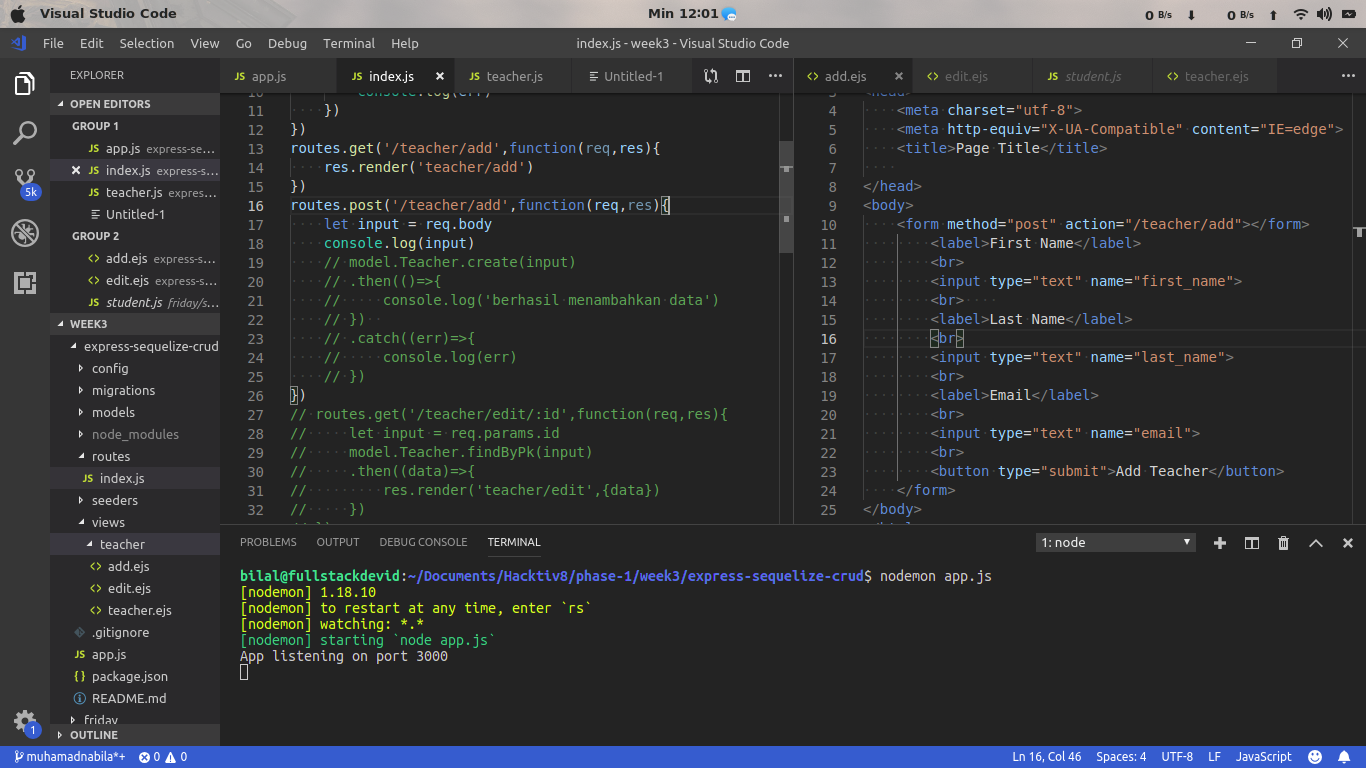 Visual Studio Code
Min 12:01
0 B/s 0 B/s
File Edit Selection View Go Debug Terminal Help
index.js - week3 - Visual Studio Code
EXPLORER
OPEN EDITORS
GROUP 1
app.js express-se...
index.js express-s...
teacher.js expres...
Untitled-1
GROUP 2
add.ejs express-s...
edit.ejs express-s...
student.js friday/s...
WEEK3
express-sequelize-crud
config
migrations
models
node_modules
routes
index.js
seeders
views
teacher
add.ejs
edit.ejs
teacher.ejs
.gitignore
app.js
package.json
README.md
friday
OUTLINE
5k
1
app.js index.js teacher.js Untitled-1
10 console.log(err)
11 })
12 })
13 routes.get('/teacher/add',function(req,res){
14 res.render('teacher/add')
15 })
16 routes.post('/teacher/add',function(req,res){
17 let input = req.body
18 console.log(input)
19 // model.Teacher.create(input)
20 // .then(()=>{
21 // console.log('berhasil menambahkan data')
22 // })
23 // .catch((err)=>{
24 // console.log(err)
25 // })
26 })
27 // routes.get('/teacher/edit/:id',function(req,res){
28 // let input = req.params.id
29 // model.Teacher.findByPk(input)
30 // .then((data)=>{
31 // res.render('teacher/edit',{data})
32 // })
add.ejs edit.ejs student.js teacher.ejs
3 <head>
4 <meta charset="utf-8">
5 <meta http-equiv="X-UA-Compatible" content="IE=edge">
6 <title>Page Title</title>
7
8 </head>
9 <body>
10 <form method="post" action="/teacher/add"></form>
11 <label>First Name</label>
12 <br>
13 <input type="text" name="first_name">
14 <br>
15 <label>Last Name</label>
16 <br>
17 <input type="text" name="last_name">
18 <br>
19 <label>Email</label>
20 <br>
21 <input type="text" name="email">
22 <br>
23 <button type="submit">Add Teacher</button>
24 </form>
25 </body>
PROBLEMS OUTPUT DEBUG CONSOLE TERMINAL
1: node
bilal@fullstackdevid:~/Documents/Hacktiv8/phase-1/week3/express-sequelize-crud$ nodemon app.js
[nodemon] 1.18.10
[nodemon] to restart at any time, enter `rs`
[nodemon] watching: *.*
[nodemon] starting `node app.js`
App listening on port 3000
muhamadnabila*+ 0 0
Ln 16, Col 46 Spaces: 4 UTF-8 LF JavaScript